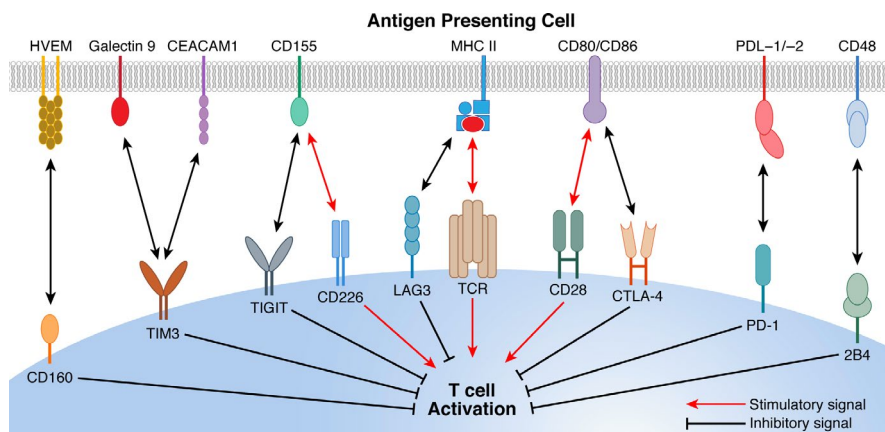 Antigen Presenting Cell
HVEM
Galectin 9
CEACAM1
CD155
MHC II
CD80/CD86
PDL–1/–2
CD48
TIM3
TIGIT
CD226
LAG3
TCR
CD28
CTLA-4
PD-1
2B4
CD160
T cell
Activation
Stimulatory signal
Inhibitory signal